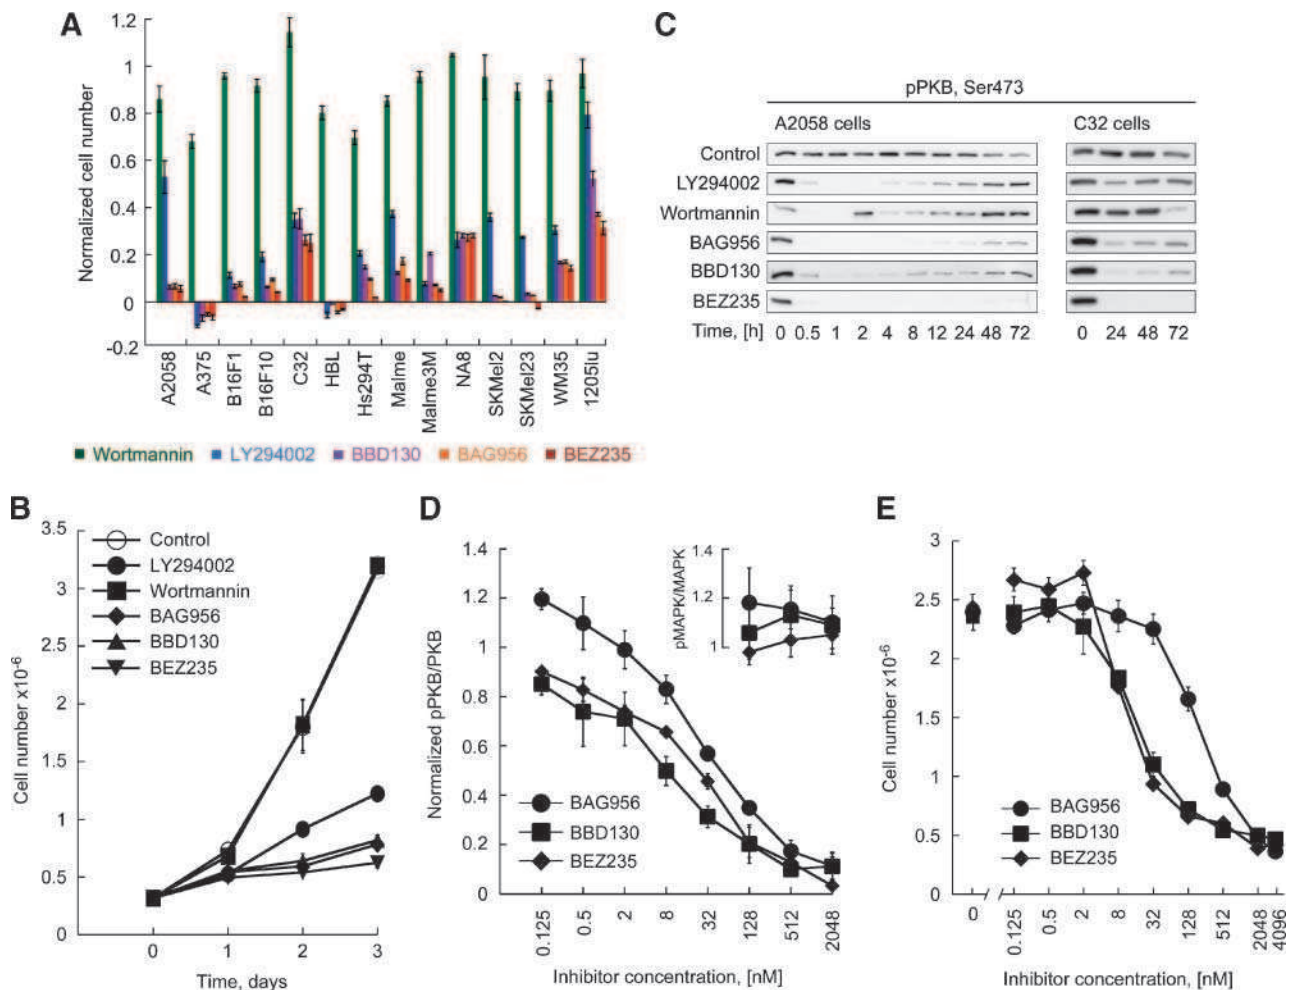 A
1.2
1
0.8
0.6
0.4
0.2
0
-0.2
Normalized cell number
A2058
A375
B16F1
B16F10
C32
HBL
Hs294T
Malme
Malme3M
NA8
SKMel2
SKMel23
WM35
1205lu
Wortmannin LY294002 BBD130 BAG956 BEZ235
C
pPKB, Ser473
A2058 cells C32 cells
Control
LY294002
Wortmannin
BAG956
BBD130
BEZ235
Time, [h] 0 0.5 1 2 4 8 12 24 48 72 0 24 48 72
B
3.5
3
2
1.5
1
0.5
0
Cell number x10-6
Control
LY294002
Wortmannin
BAG956
BBD130
BEZ235
0 1 2 3
Time, days
D
1.4
1.2
1
0.8
0.6
0.4
0.2
0
Normalized pPKB/PKB
pMAPK/MAPK
1.4
1.2
1
BAG956
BBD130
BEZ235
0.125
0.5
2
8
32
128
512
2048
Inhibitor concentration, [nM]
E
3
2.5
2
1.5
1
0.5
0
Cell number x10-6
BAG956
BBD130
BEZ235
0
0.125
0.5
2
8
32
128
512
2048
4096
Inhibitor concentration, [nM]